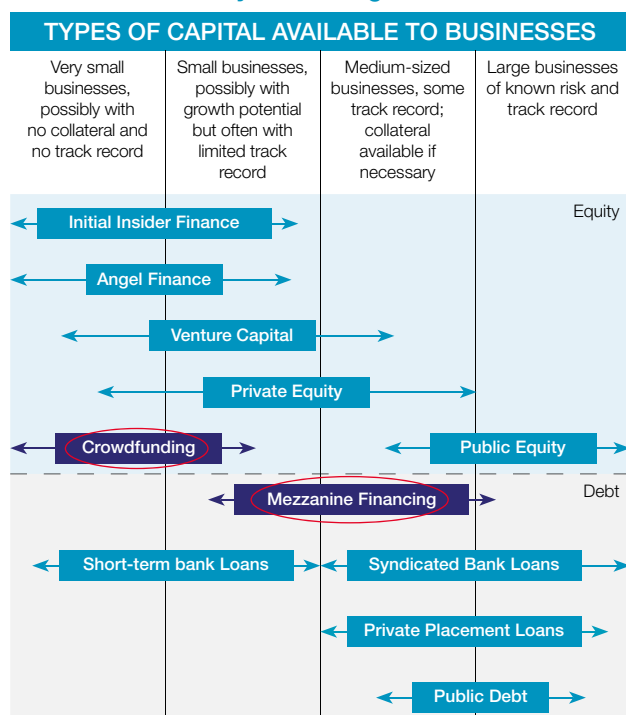 TYPES OF CAPITAL AVAILABLE TO BUSINESSES
Very small
businesses,
possibly with
no collateral and
no track record
Small businesses,
possibly with
growth potential
but often with
limited track
record
Medium-sized
businesses, some
track record;
collateral
available if
necessary
Large businesses
of known risk and
track record
Equity
Initial Insider Finance
Angel Finance
Venture Capital
Private Equity
Crowdfunding
Public Equity
Debt
Mezzanine Financing
Short-term bank Loans
Syndicated Bank Loans
Private Placement Loans
Public Debt